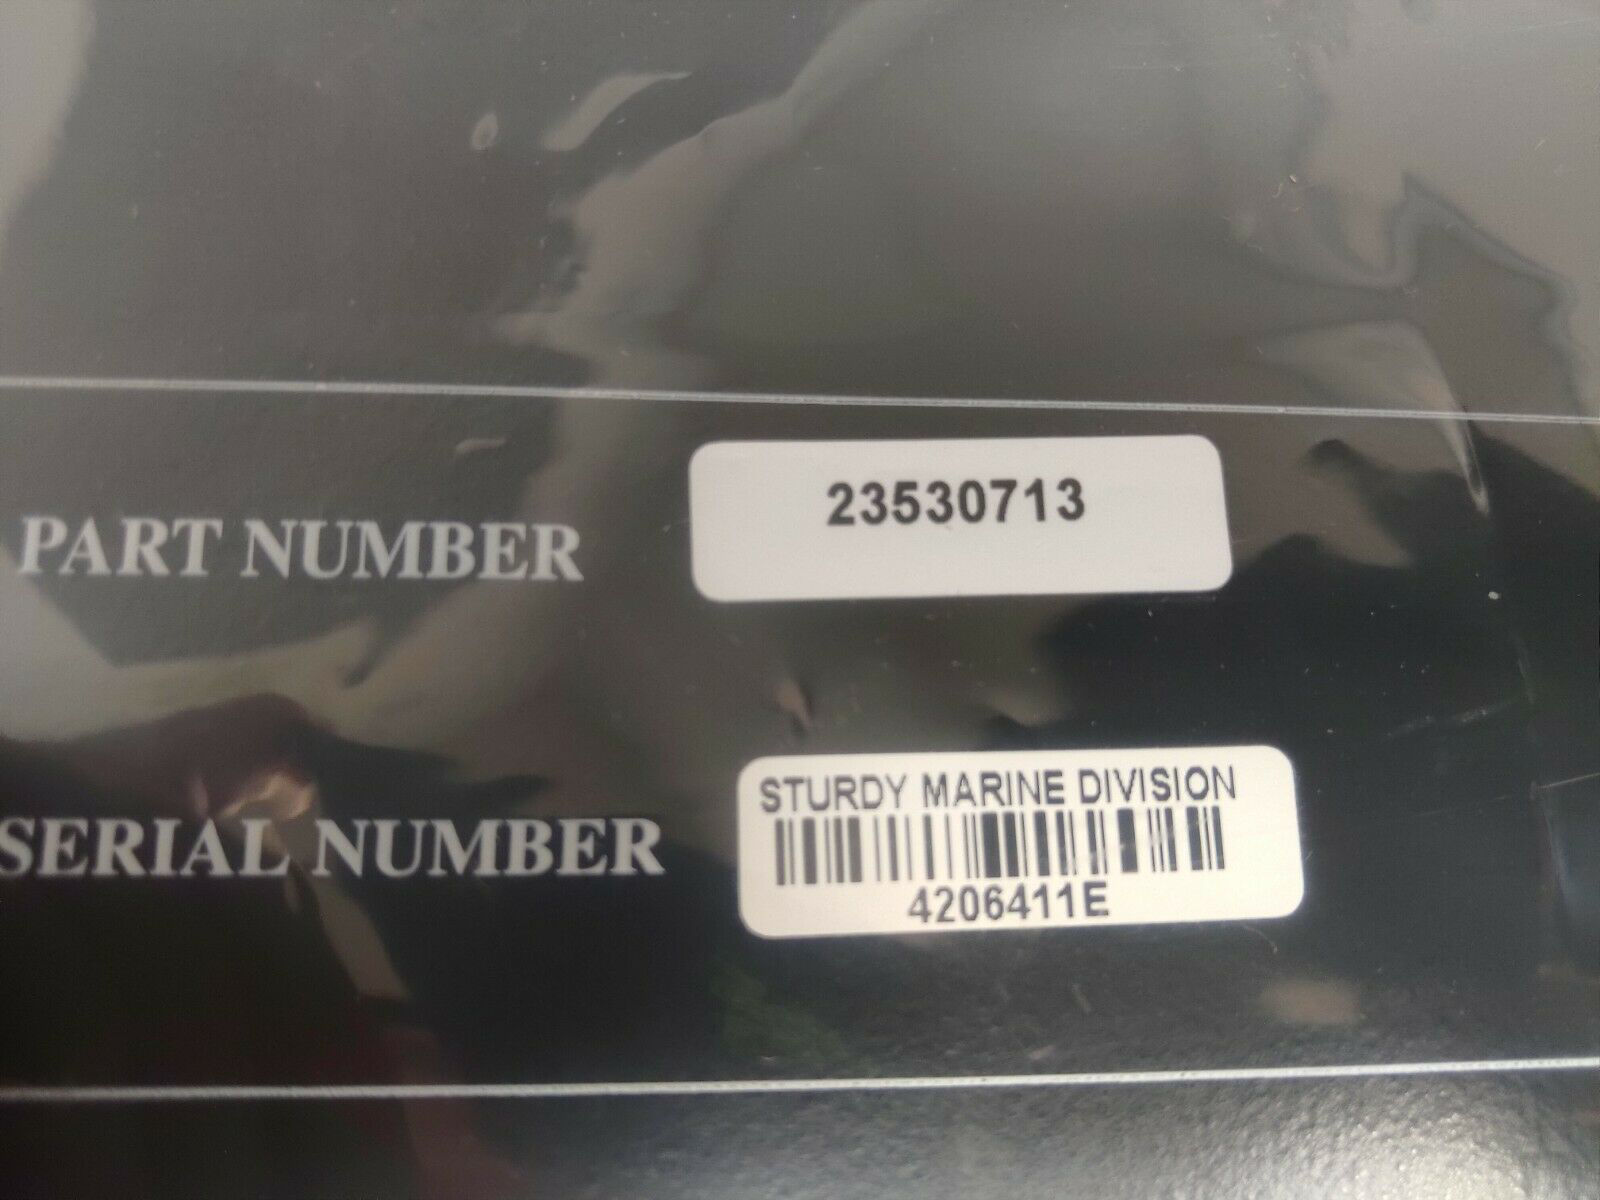 PART NUMBER
23530713
SERIAL NUMBER
STURDY MARINE DIVISION
4206411E